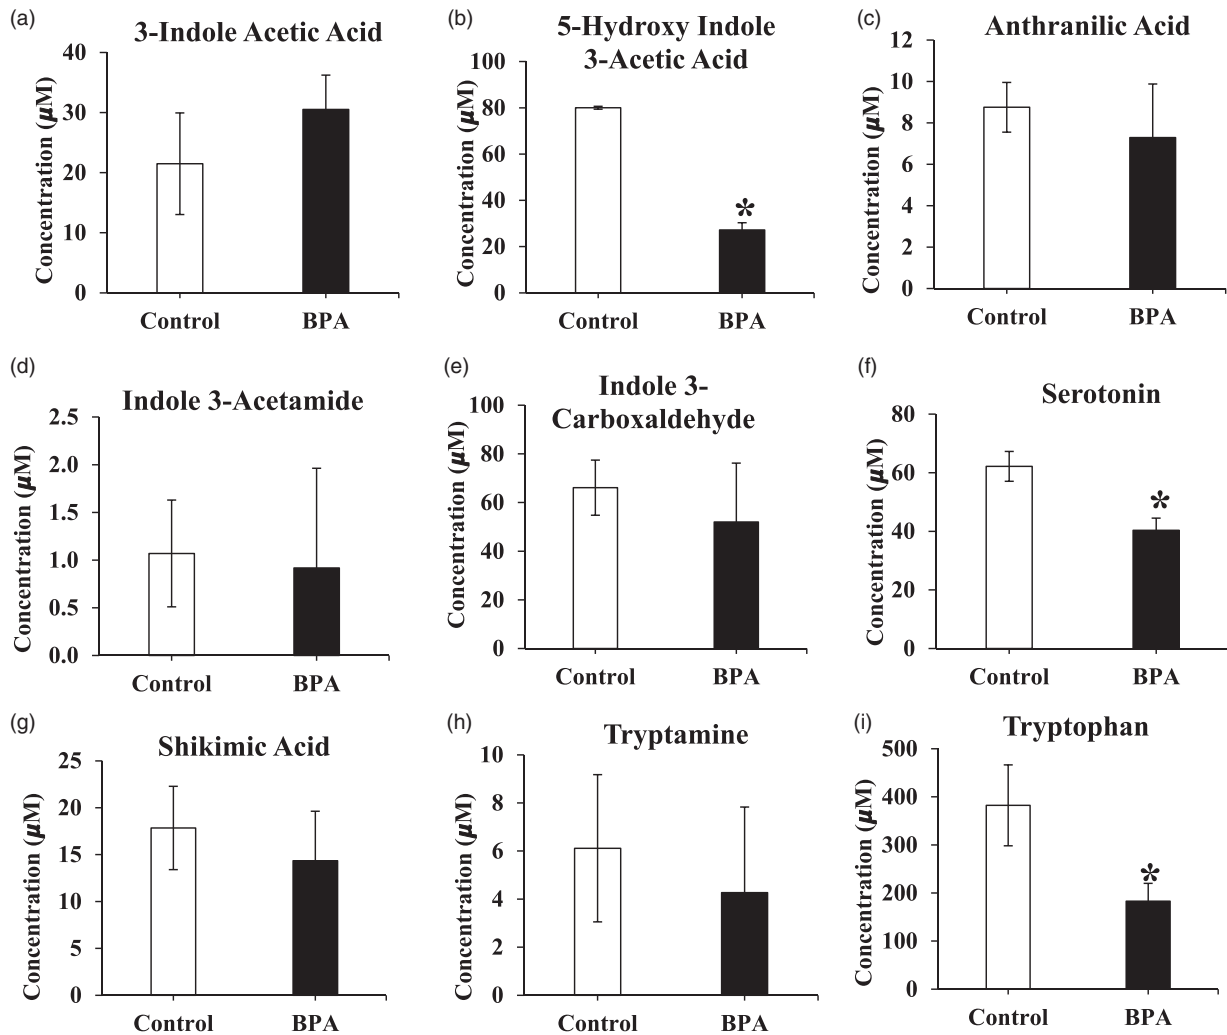 (a)
3-Indole Acetic Acid
Concentration (μM)
40
30
20
10
0
Control BPA
(b)
5-Hydroxy Indole
3-Acetic Acid
Concentration (μM)
100
80
60
40
20
0
*
Control BPA
(c)
Anthranilic Acid
Concentration (μM)
12
10
8
6
4
2
0
Control BPA
(d)
Indole 3-Acetamide
Concentration (μM)
2.5
2.0
1.5
1.0
0.5
0.0
Control BPA
(e)
Indole 3-
Carboxaldehyde
Concentration (μM)
100
80
60
40
20
0
Control BPA
(f)
Serotonin
Concentration (μM)
80
60
40
20
0
*
Control BPA
(g)
Shikimic Acid
Concentration (μM)
25
20
15
10
5
0
Control BPA
(h)
Tryptamine
Concentration (μM)
10
8
6
4
2
0
Control BPA
(i)
Tryptophan
Concentration (μM)
500
400
300
200
100
0
*
Control BPA